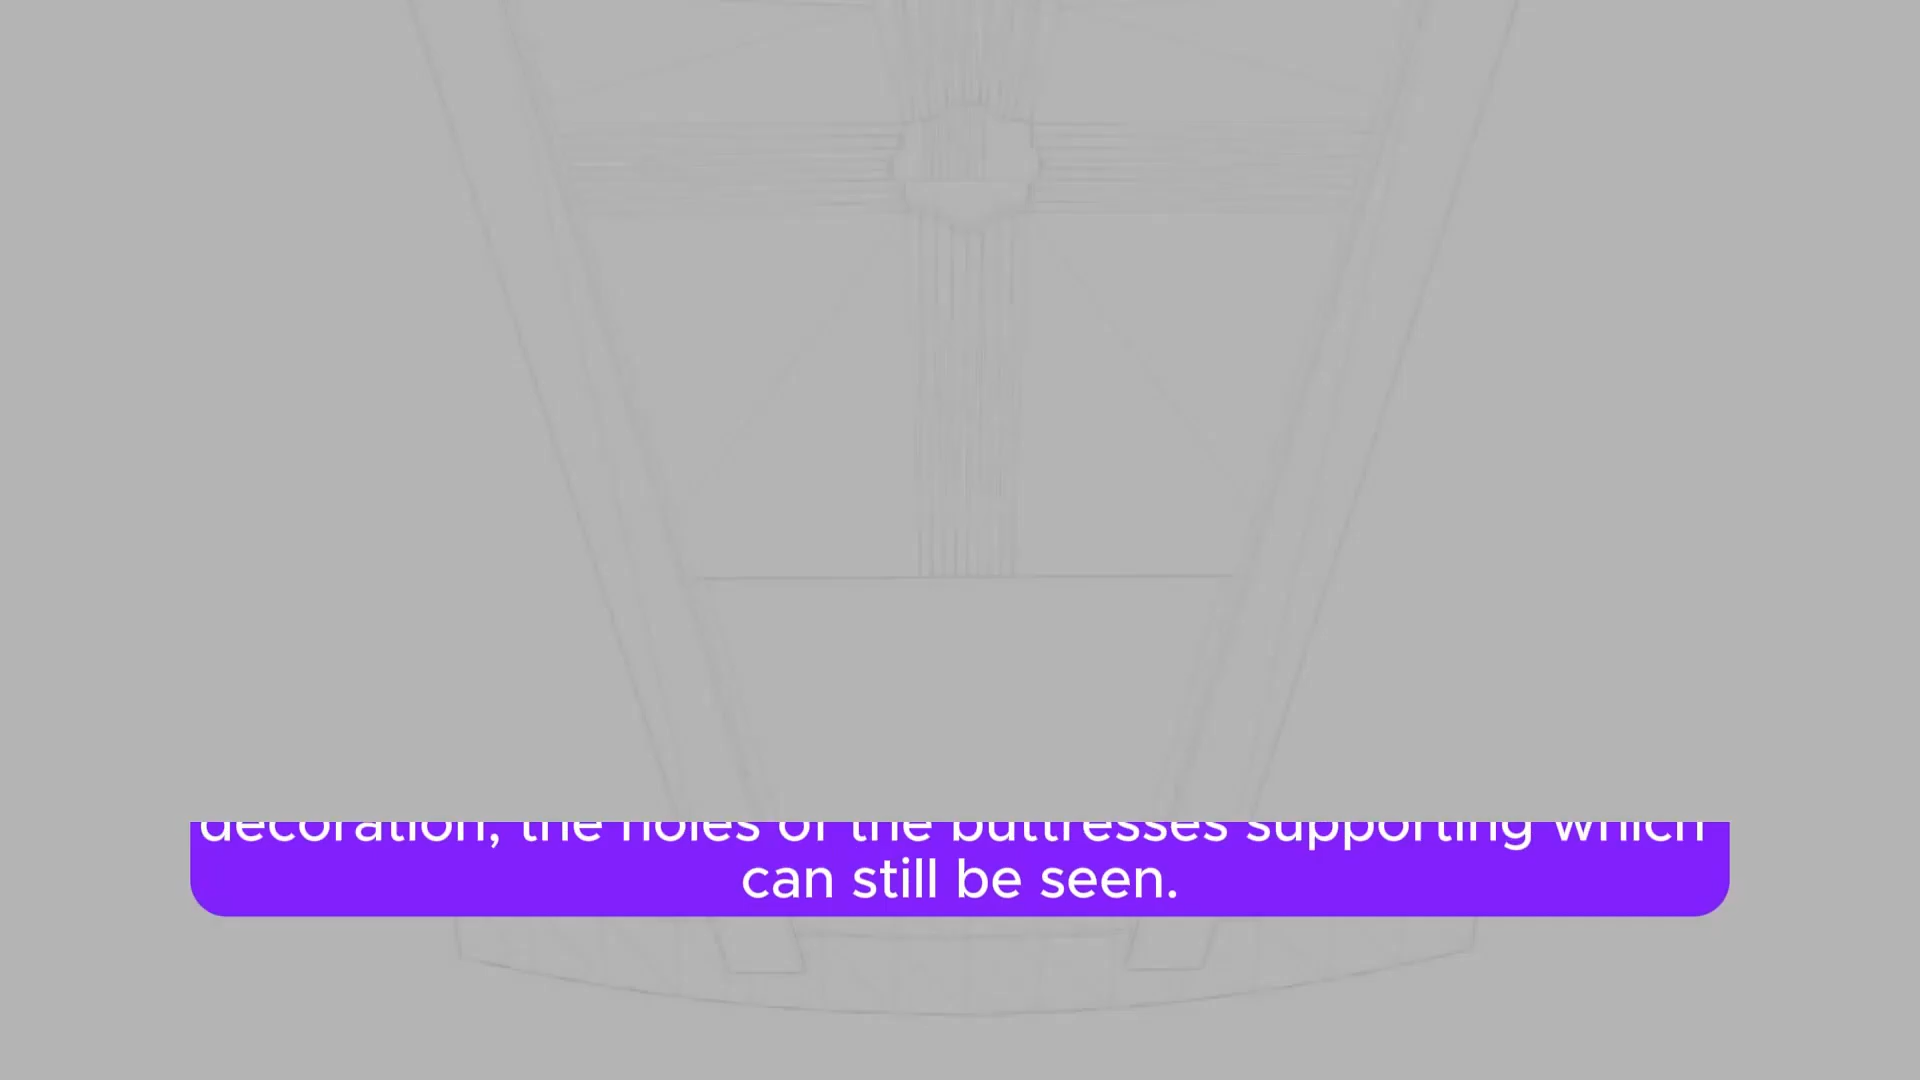 decoration, the holes of the buttresses supporting which
can still be seen.